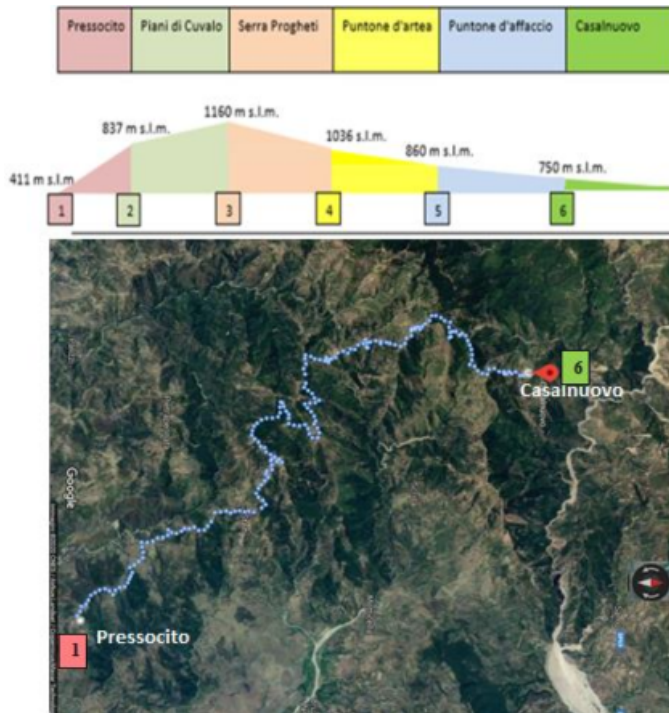 Pressocito
Piani di Cuvalo
Serra Progheti
Puntone d'artea
Puntone d'affaccio
Casalnuovo
1160 m s.l.m.
837 m s.l.m.
1036 m s.l.m.
860 m s.l.m.
750 m s.l.m.
411 m s.l.m
1
2
3
4
5
6
6
Casalnuovo
Google
Pressocito
1